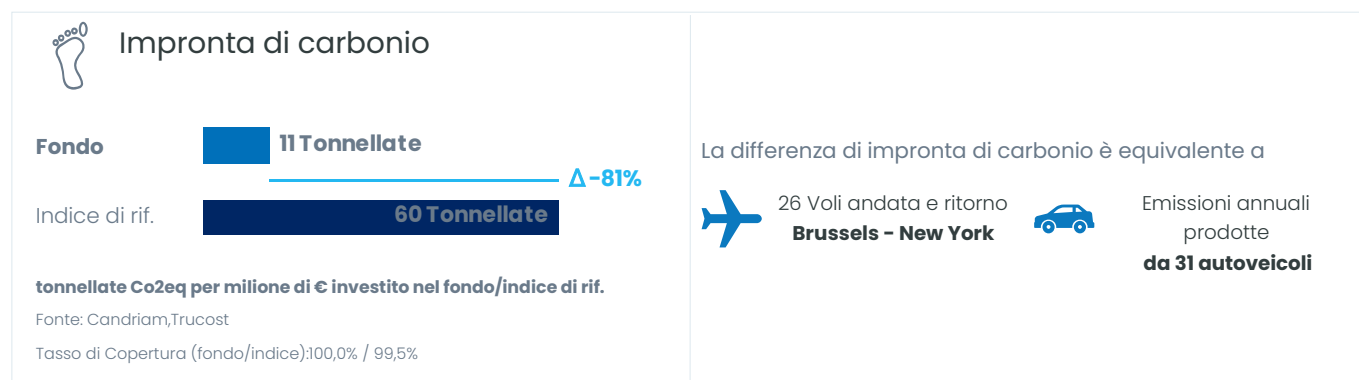 Impronta di carbonio
Fondo
11 Tonnellate
Δ -81%
Indice di rif.
60 Tonnellate
tonnellate Co2eq per milione di € investito nel fondo/indice di rif.
Fonte: Candriam,Trucost
Tasso di Copertura (fondo/indice):100,0% / 99,5%
La differenza di impronta di carbonio è equivalente a
26 Voli andata e ritorno
Brussels - New York
Emissioni annuali
prodotte
da 31 autoveicoli